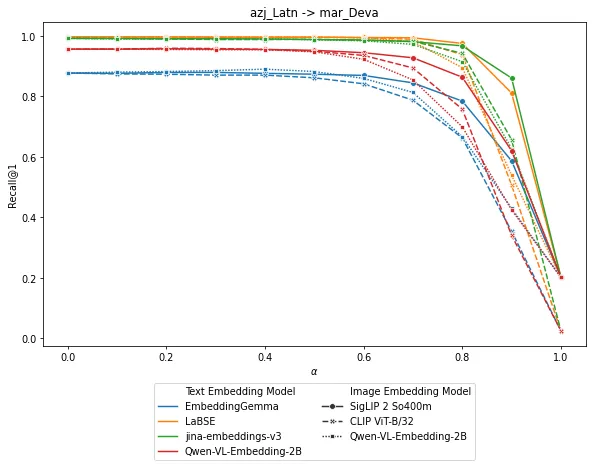 azj_Latn -> mar_Deva
Recall@1
1.0
0.8
0.6
0.4
0.2
0.0
0.0 0.2 0.4 0.6 0.8 1.0
α
Text Embedding Model
EmbeddingGemma
LaBSE
jina-embeddings-v3
Qwen-VL-Embedding-2B
Image Embedding Model
SigLIP 2 So400m
CLIP ViT-B/32
Qwen-VL-Embedding-2B